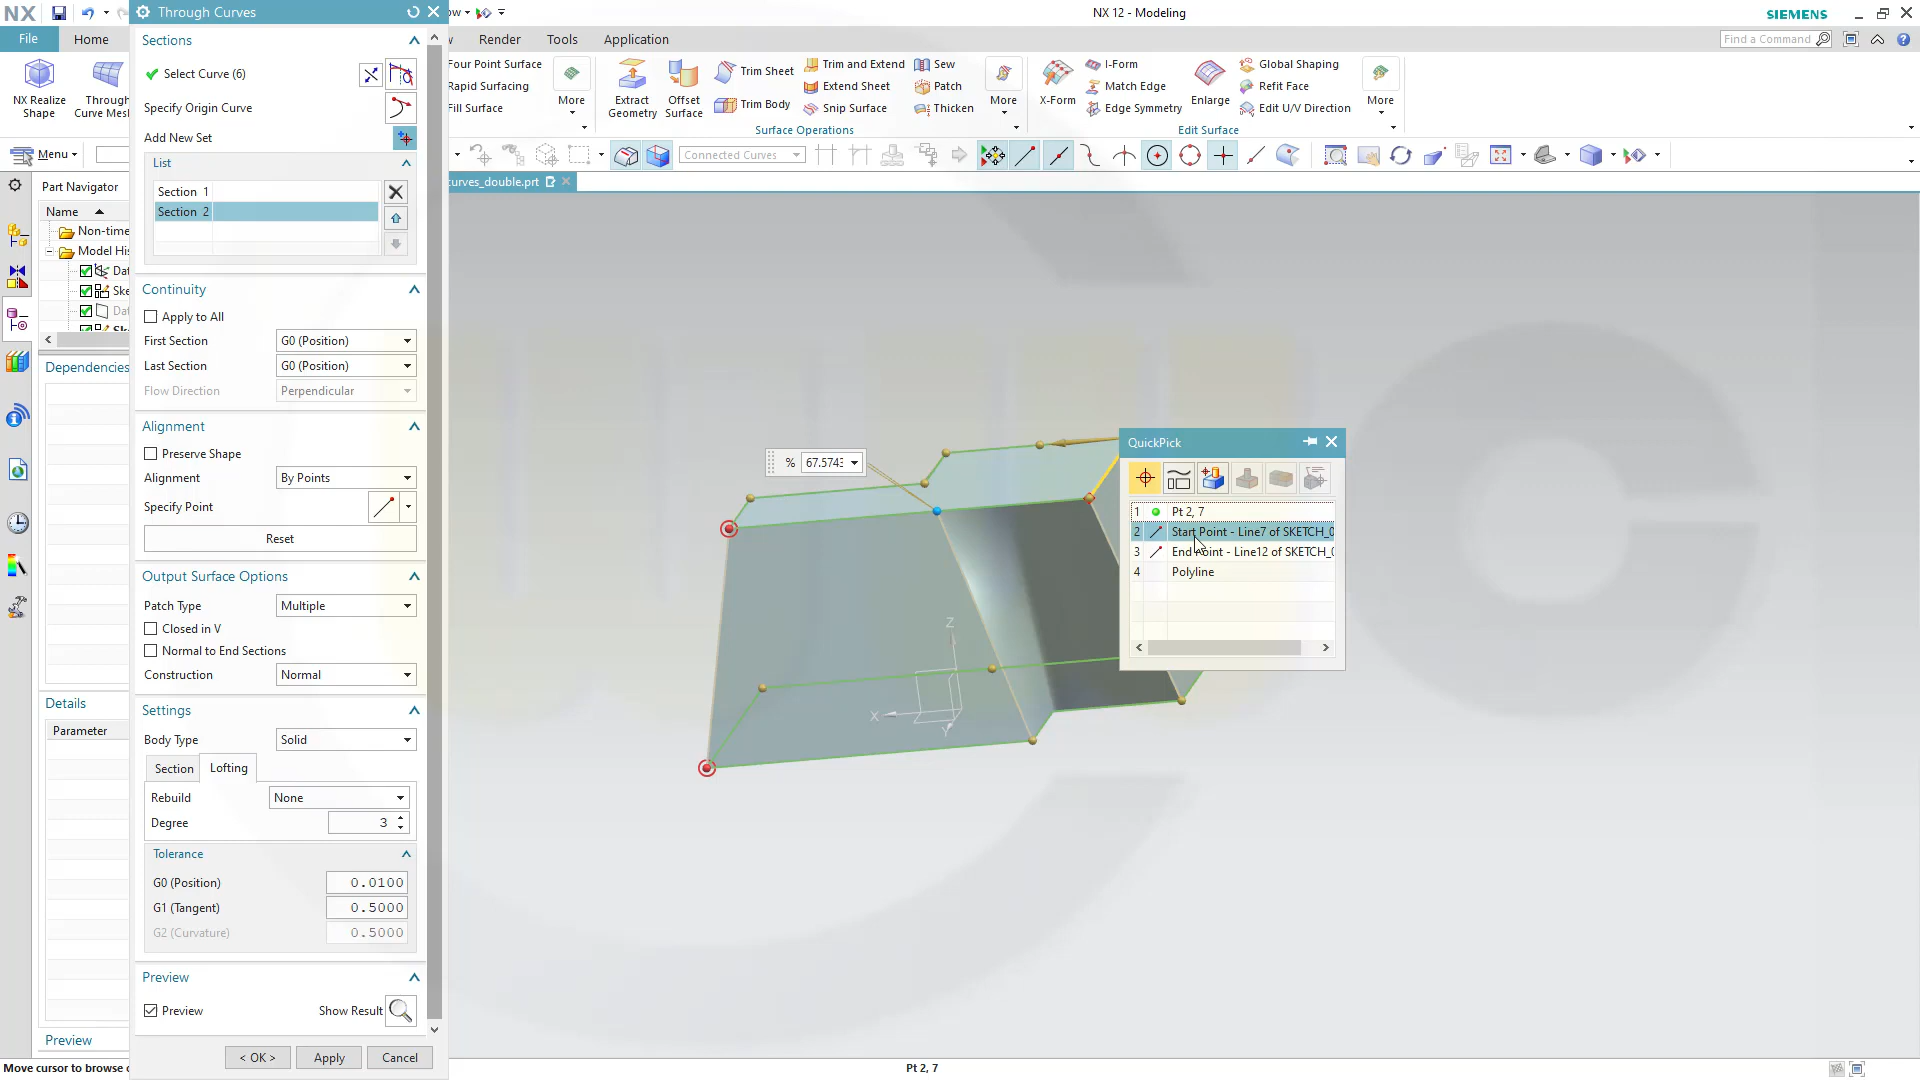 NX
Through Curves
NX 12 - Modeling
SIEMENS
File
Home
Render
Tools
Application
Find a Command
NX Realize
Shape
Through
Curve Mesh
Four Point Surface
Rapid Surfacing
Fill Surface
More
Extract
Geometry
Offset
Surface
Trim Sheet
Trim Body
Trim and Extend
Extend Sheet
Snip Surface
Sew
Patch
Thicken
More
X-Form
I-Form
Match Edge
Edge Symmetry
Enlarge
Global Shaping
Refit Face
Edit U/V Direction
More
Surface Operations
Edit Surface
Menu
Connected Curves
curves_double.prt
Part Navigator
Name
Non-time
Model His
Dat
Ske
Dat
Sk
Dependencies
Details
Parameter
Preview
Sections
Select Curve (6)
Specify Origin Curve
Add New Set
List
Section 1
Section 2
Continuity
Apply to All
First Section
G0 (Position)
Last Section
G0 (Position)
Flow Direction
Perpendicular
Alignment
Preserve Shape
Alignment
By Points
Specify Point
Reset
Output Surface Options
Patch Type
Multiple
Closed in V
Normal to End Sections
Construction
Normal
Settings
Body Type
Solid
Section
Lofting
Rebuild
None
Degree
3
Tolerance
G0 (Position)
0.0100
G1 (Tangent)
0.5000
G2 (Curvature)
0.5000
Preview
Preview
Show Result
< OK >
Apply
Cancel
% 67.5743
Z
X
Y
QuickPick
1 Pt 2, 7
2 Start Point - Line7 of SKETCH_0
3 End Point - Line12 of SKETCH_0
4 Polyline
Move cursor to browse c
Pt 2, 7